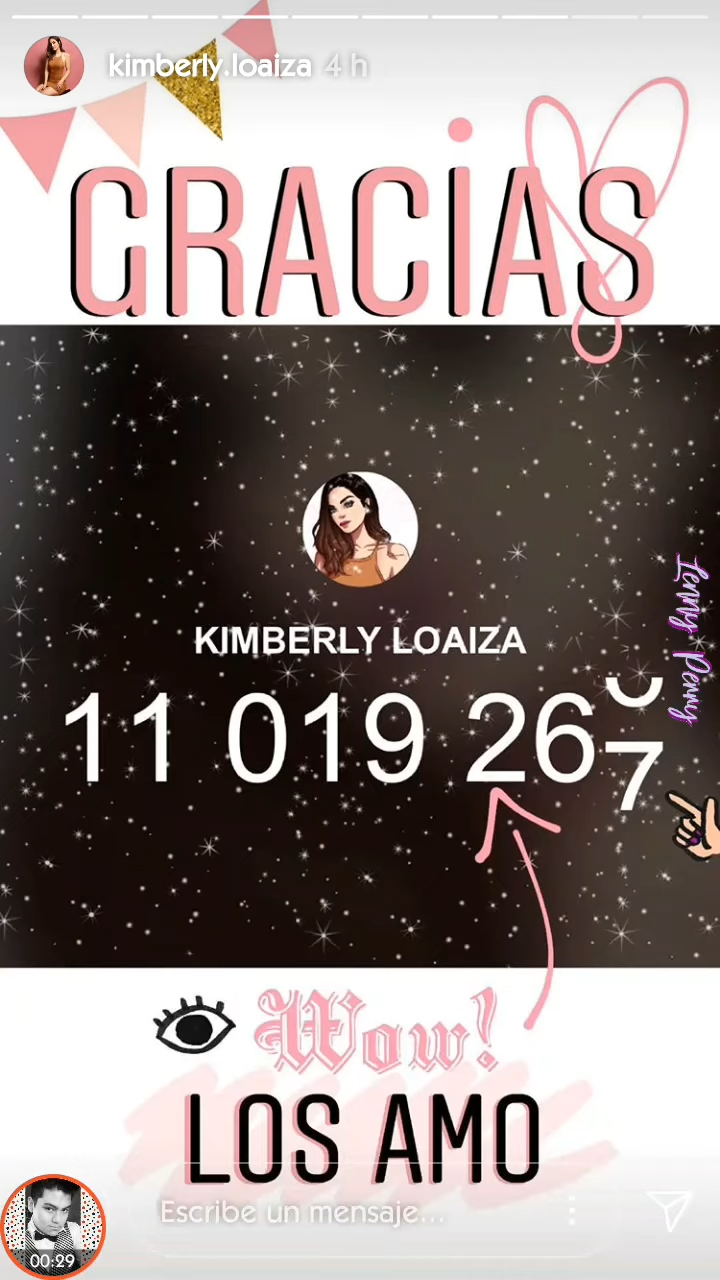 kimberly.loaiza 4 h
GRACIAS
KIMBERLY LOAIZA
11 019 267
Lenny Penny
Wow!
LOS AMO
Escribe un mensaje...
00:29